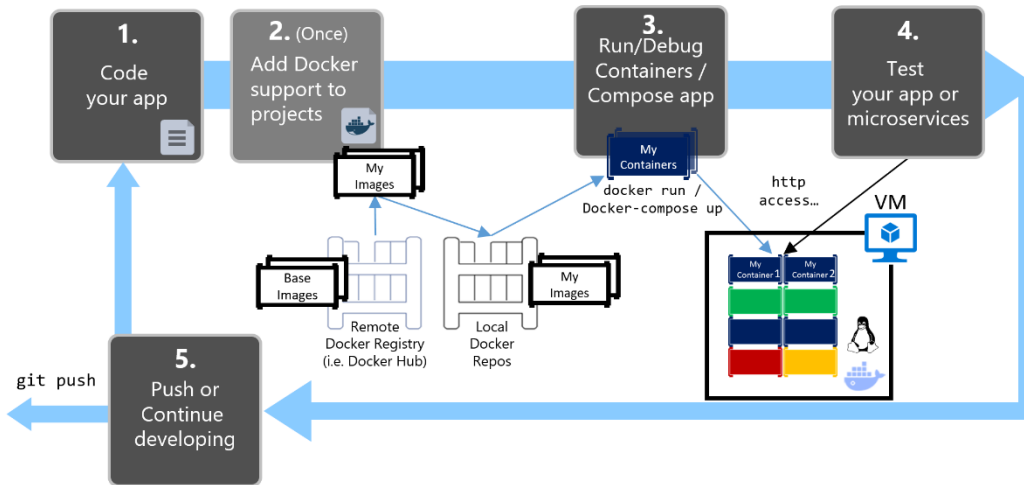 1.
Code
your app
2. (Once)
Add Docker
support to
projects
My
Images
3.
Run/Debug
Containers /
Compose app
My
Containers
docker run /
Docker-compose up
4.
Test
your app or
microservices
http
access…
VM
My
Container 1
My
Container 2
Base
Images
Remote
Docker Registry
(i.e. Docker Hub)
Local
Docker
Repos
My
Images
5.
Push or
Continue
developing
git push